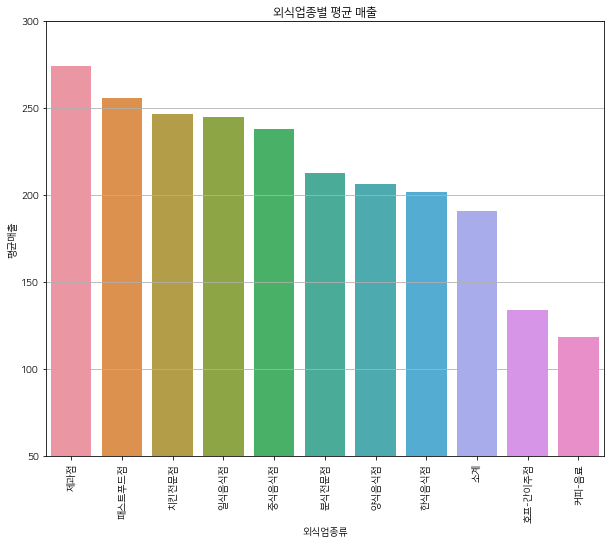 외식업종별 평균 매출
300
250
200
150
100
50
평균매출
제과점
패스트푸드점
치킨전문점
일식음식점
중식음식점
분식전문점
양식음식점
한식음식점
소계
호프-간이주점
커피-음료
외식업종류